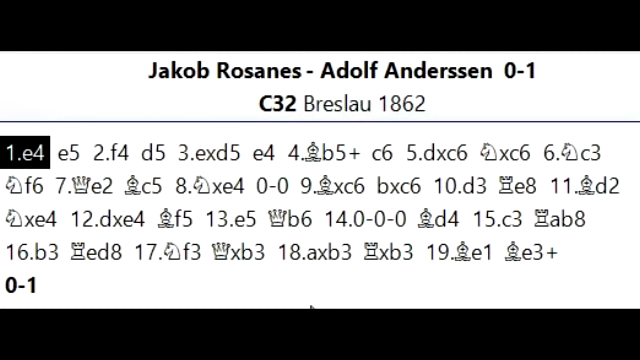 Jakob Rosanes - Adolf Anderssen 0-1
C32 Breslau 1862
1.e4 e5 2.f4 d5 3.exd5 e4 4.♗b5+ c6 5.dxc6 ♘xc6 6.♘c3
♘f6 7.♕e2 ♗c5 8.♘xe4 0-0 9.♗xc6 bxc6 10.d3 ♖e8 11.♗d2
♘xe4 12.dxe4 ♗f5 13.e5 ♕b6 14.0-0-0 ♗d4 15.c3 ♖ab8
16.b3 ♖ed8 17.♘f3 ♕xb3 18.axb3 ♖xb3 19.♗e1 ♗e3+
0-1